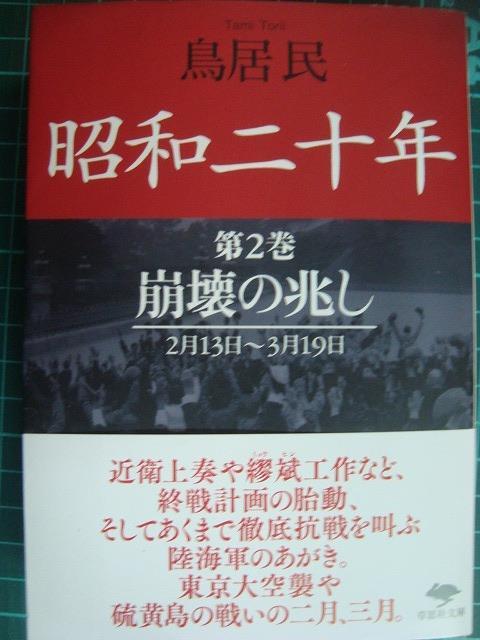 Tami Torii
鳥居民
昭和二十年
第2巻
崩壊の兆し
2月13日～3月19日
近衛上奏や繆斌工作など、
終戦計画の胎動、
そしてあくまで徹底抗戦を叫ぶ
陸海軍のあがき。
東京大空襲や
硫黄島の戦いの二月、三月。
草思社文庫